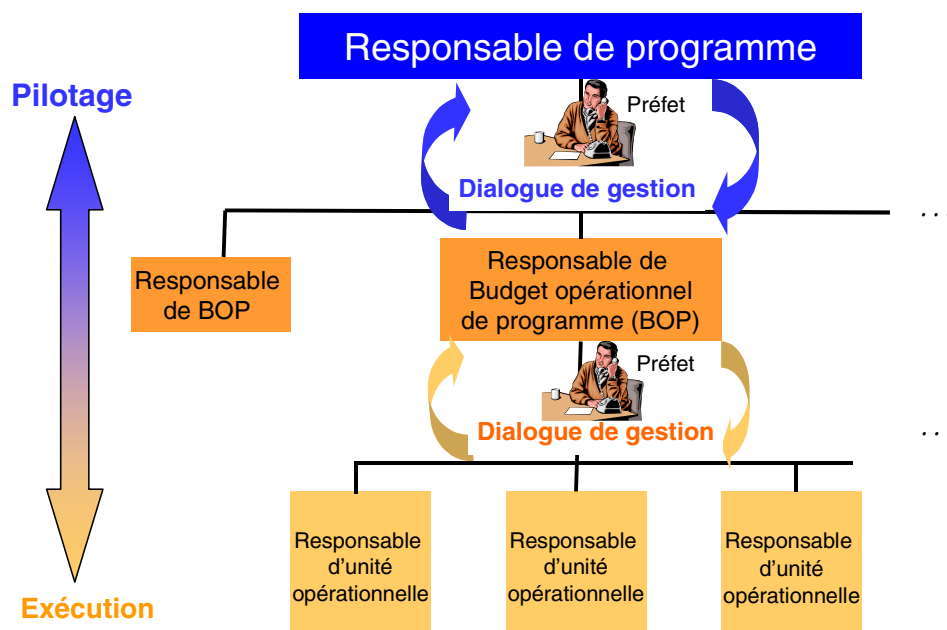 Responsable de programme
Pilotage
Préfet
Dialogue de gestion
...
Responsable
de BOP
Responsable de
Budget opérationnel
de programme (BOP)
Préfet
Dialogue de gestion
..
Responsable
d'unité
opérationnelle
Responsable
d'unité
opérationnelle
Responsable
d'unité
opérationnelle
Exécution